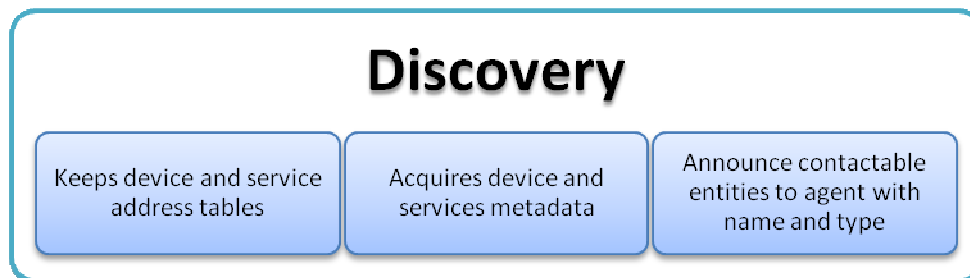 Discovery
Keeps device and service
address tables
Acquires device and
services metadata
Announce contactable
entities to agent with
name and type